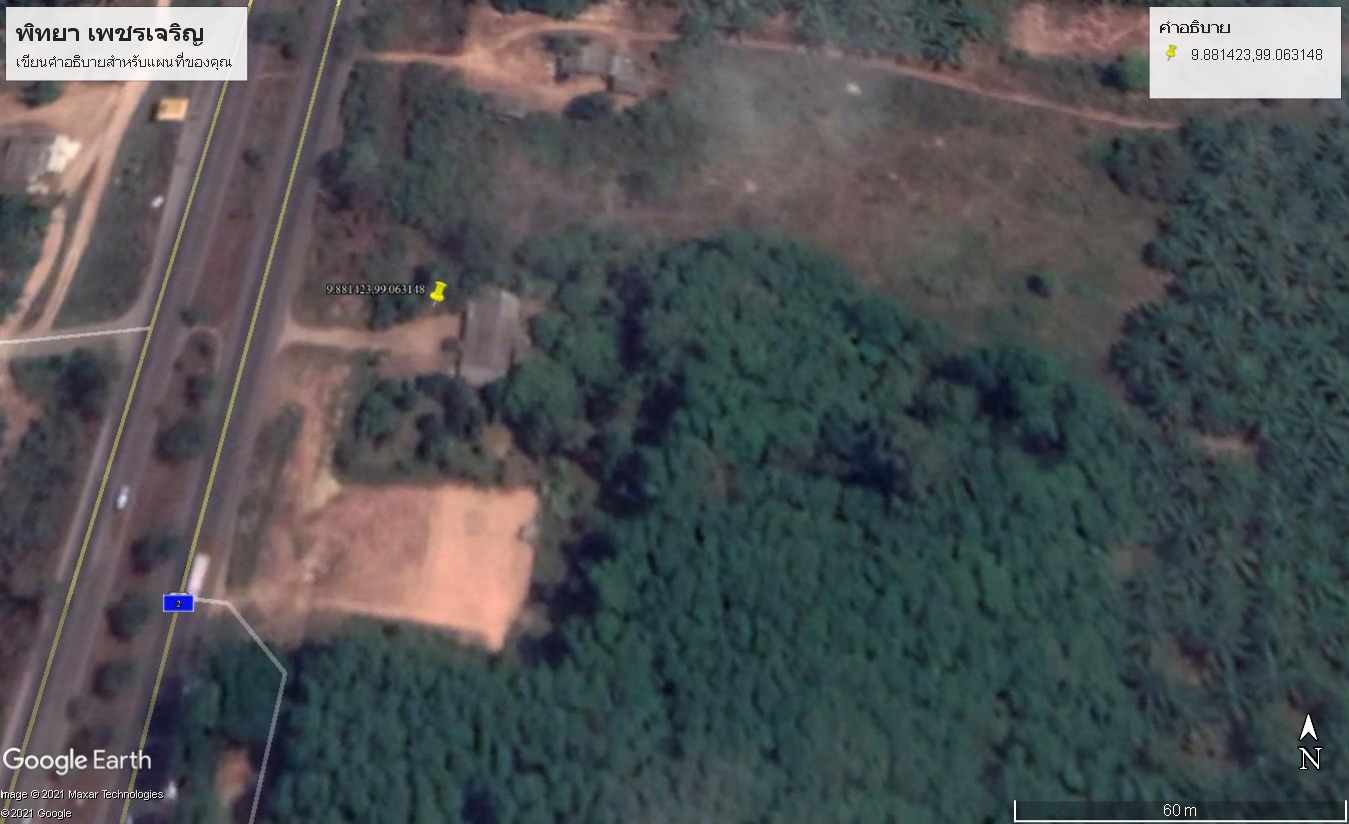 พิทยา เพชรเจริญ
เขียนคำอธิบายสำหรับแผนที่ของคุณ
คำอธิบาย
9.881423,99.063148
9.881423,99.063148
2
Google Earth
Image © 2021 Maxar Technologies
© 2021 Google
N
60 m